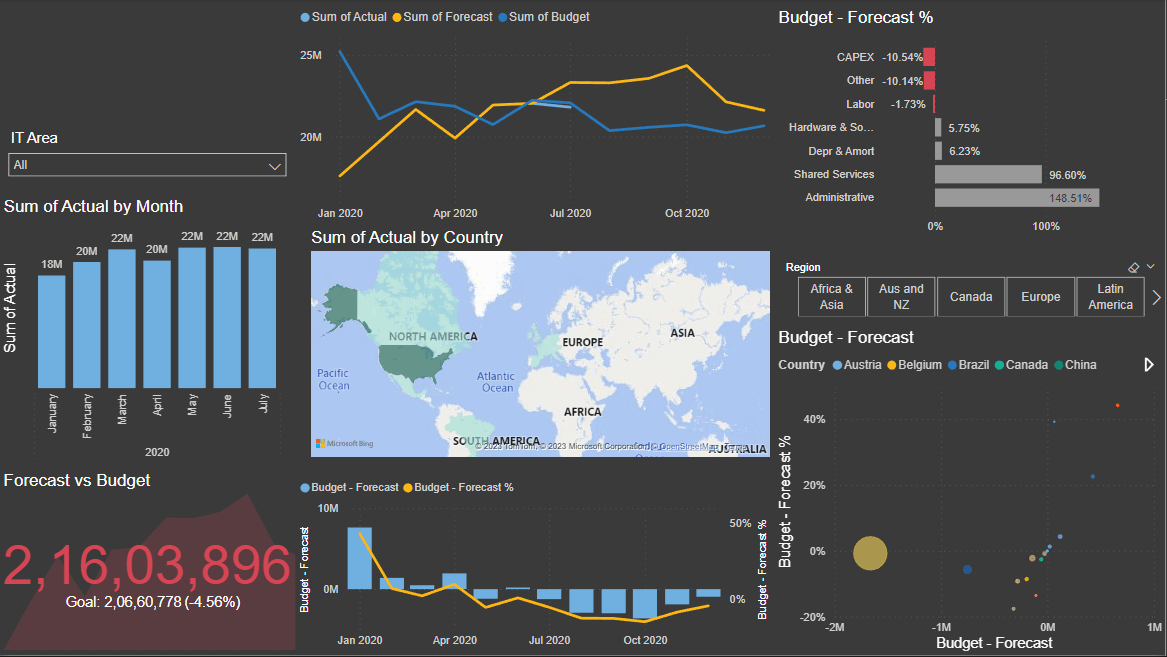 IT Area
All
Sum of Actual by Month
Sum of Actual
18M
20M
22M
20M
22M
22M
22M
January
February
March
April
May
June
July
2020
Forecast vs Budget
2,16,03,896
Goal: 2,06,60,778 (-4.56%)
Sum of Actual Sum of Forecast Sum of Budget
25M
20M
Jan 2020
Apr 2020
Jul 2020
Oct 2020
Sum of Actual by Country
NORTH AMERICA
EUROPE
ASIA
Pacific
Ocean
Atlantic
Ocean
AFRICA
SOUTH AMERICA
AUSTRALIA
Microsoft Bing
© 2023 TomTom, © 2023 Microsoft Corporation, © OpenStreetMap
Budget - Forecast Budget - Forecast %
Budget - Forecast
10M
0M
50%
0%
Budget - Forecast %
Jan 2020
Apr 2020
Jul 2020
Oct 2020
Budget - Forecast %
CAPEX -10.54%
Other -10.14%
Labor -1.73%
Hardware & So... 5.75%
Depr & Amort 6.23%
Shared Services 96.60%
Administrative 148.51%
0% 100%
Region
Africa &
Asia
Aus and
NZ
Canada
Europe
Latin
America
Budget - Forecast
Country Austria Belgium Brazil Canada China
Budget - Forecast %
40%
20%
0%
-20%
-2M
-1M
0M
1M
Budget - Forecast